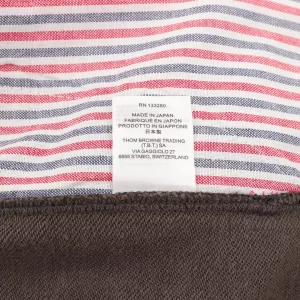 RN 133280
MADE IN JAPAN
FABRIQUÉ EN JAPON
PRODOTTO IN GIAPPONE
日本製
THOM BROWNE TRADING
(T.B.T.) SA
VIA GAGGIOLO 27
6855 STABIO, SWITZERLAND